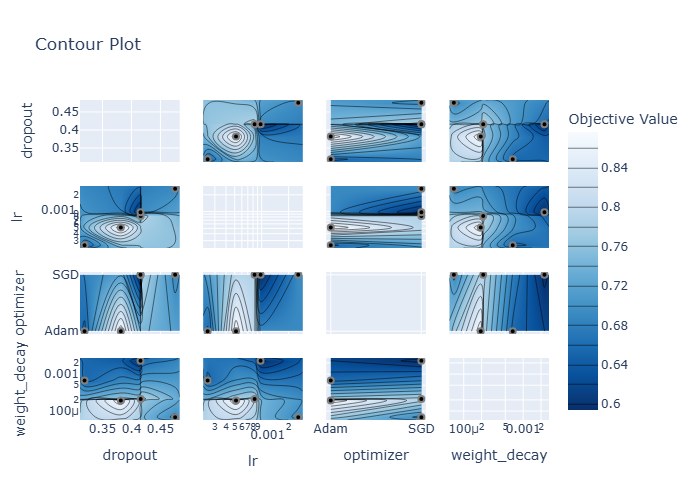 Contour Plot
Objective Value
dropout
0.45
0.4
0.35
0.84
0.8
0.76
0.72
0.68
0.64
0.6
lr
2
0.001
5
4
3
optimizer
SGD
Adam
weight_decay
2
0.001
5
2
100μ
0.35 0.4 0.45
3 4 5 6 7 8 9 0.001 2
Adam SGD
100μ 2 5 0.001 2
dropout
lr
optimizer
weight_decay